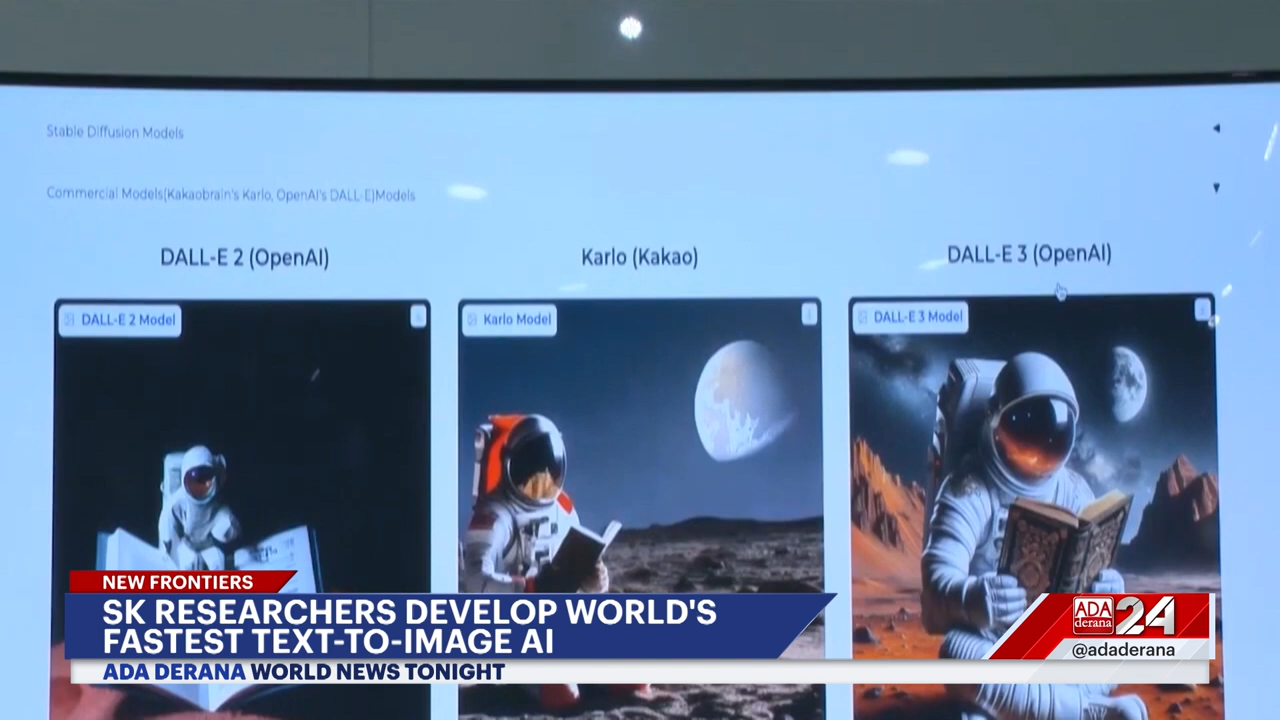 Stable Diffusion Models
Commercial Models(Kakaobrain's Karlo, OpenAI's DALL-E)Models
DALL-E 2 (OpenAI)
Karlo (Kakao)
DALL-E 3 (OpenAI)
DALL-E 2 Model
Karlo Model
DALL-E 3 Model
NEW FRONTIERS
SK RESEARCHERS DEVELOP WORLD'S
FASTEST TEXT-TO-IMAGE AI
ADA DERANA WORLD NEWS TONIGHT
ADA
derana
24
@adaderana